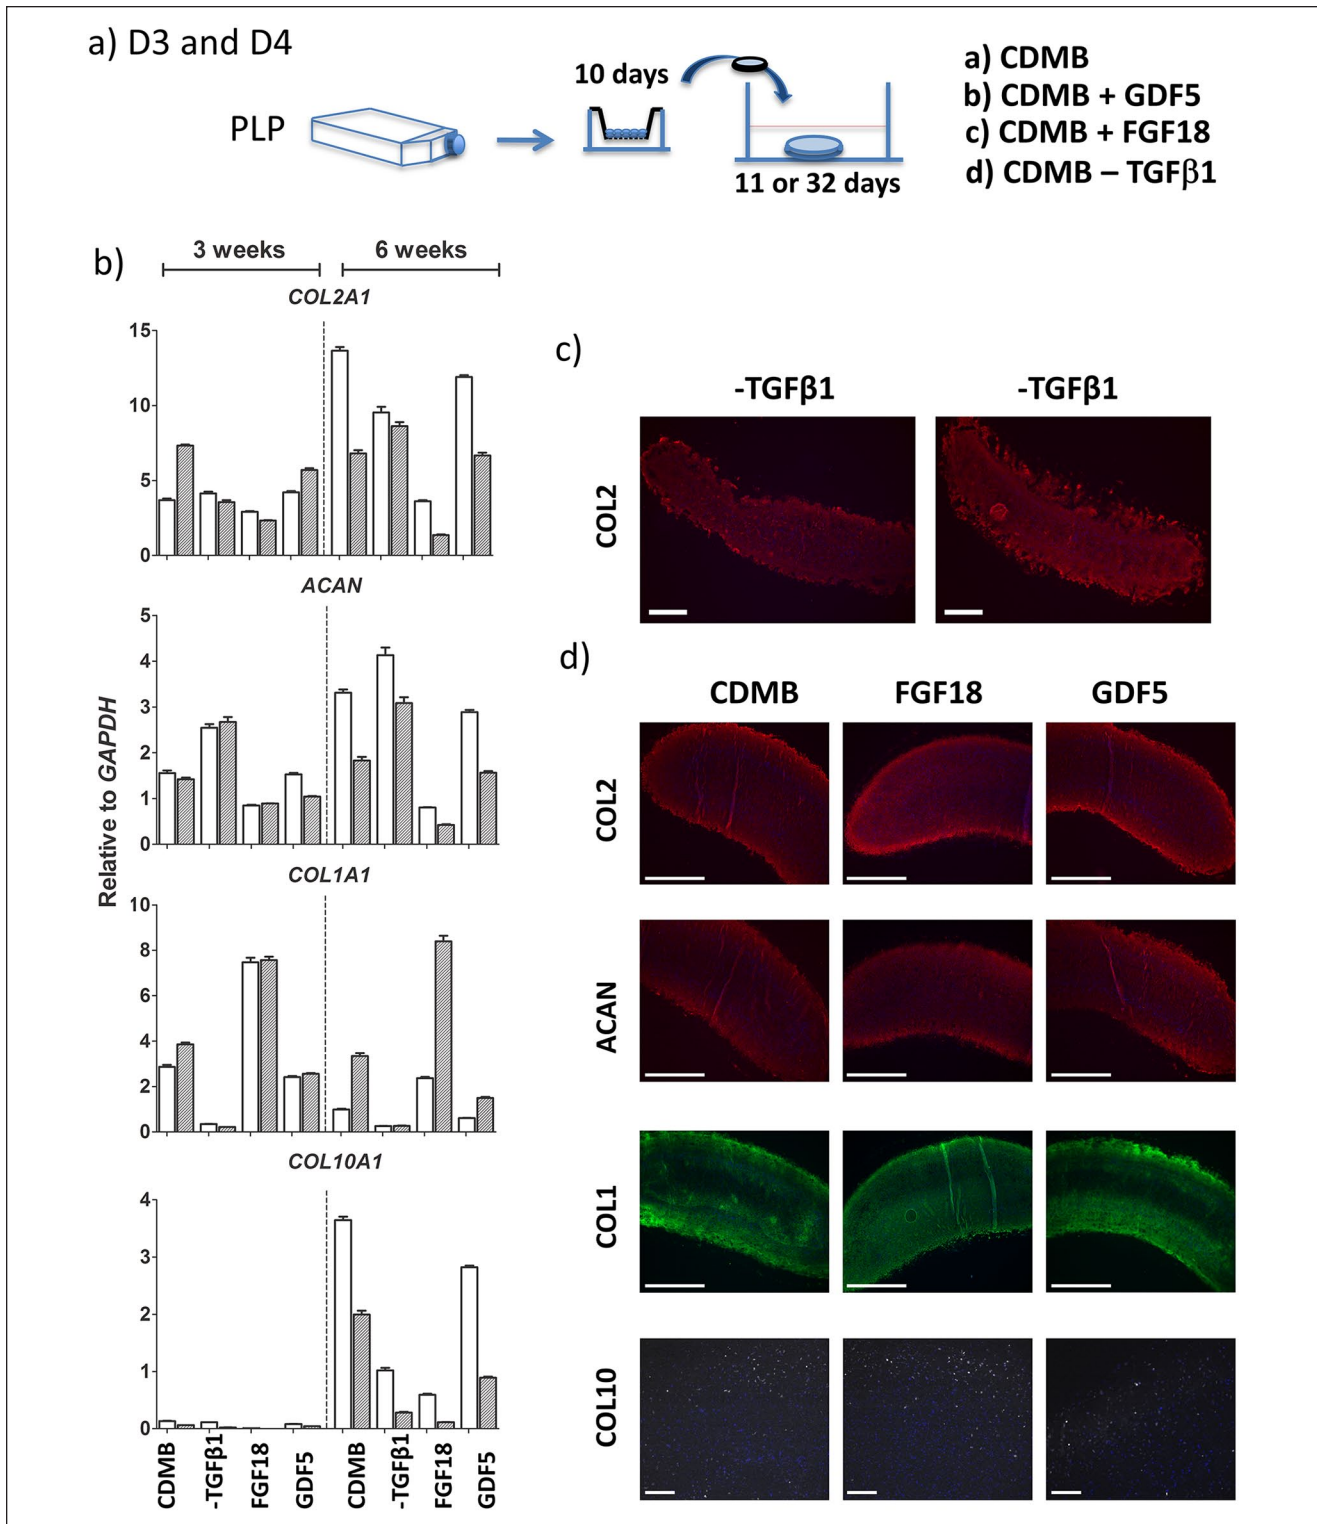 a) D3 and D4
PLP
10 days
11 or 32 days
a) CDMB
b) CDMB + GDF5
c) CDMB + FGF18
d) CDMB – TGFβ1
b)
3 weeks
6 weeks
Relative to GAPDH
COL2A1
15
10
5
0
ACAN
5
4
3
2
1
0
COL1A1
10
8
6
4
2
0
COL10A1
4
3
2
1
0
CDMB
-TGFβ1
FGF18
GDF5
CDMB
-TGFβ1
FGF18
GDF5
c)
-TGFβ1
-TGFβ1
COL2
d)
CDMB
FGF18
GDF5
COL2
ACAN
COL1
COL10